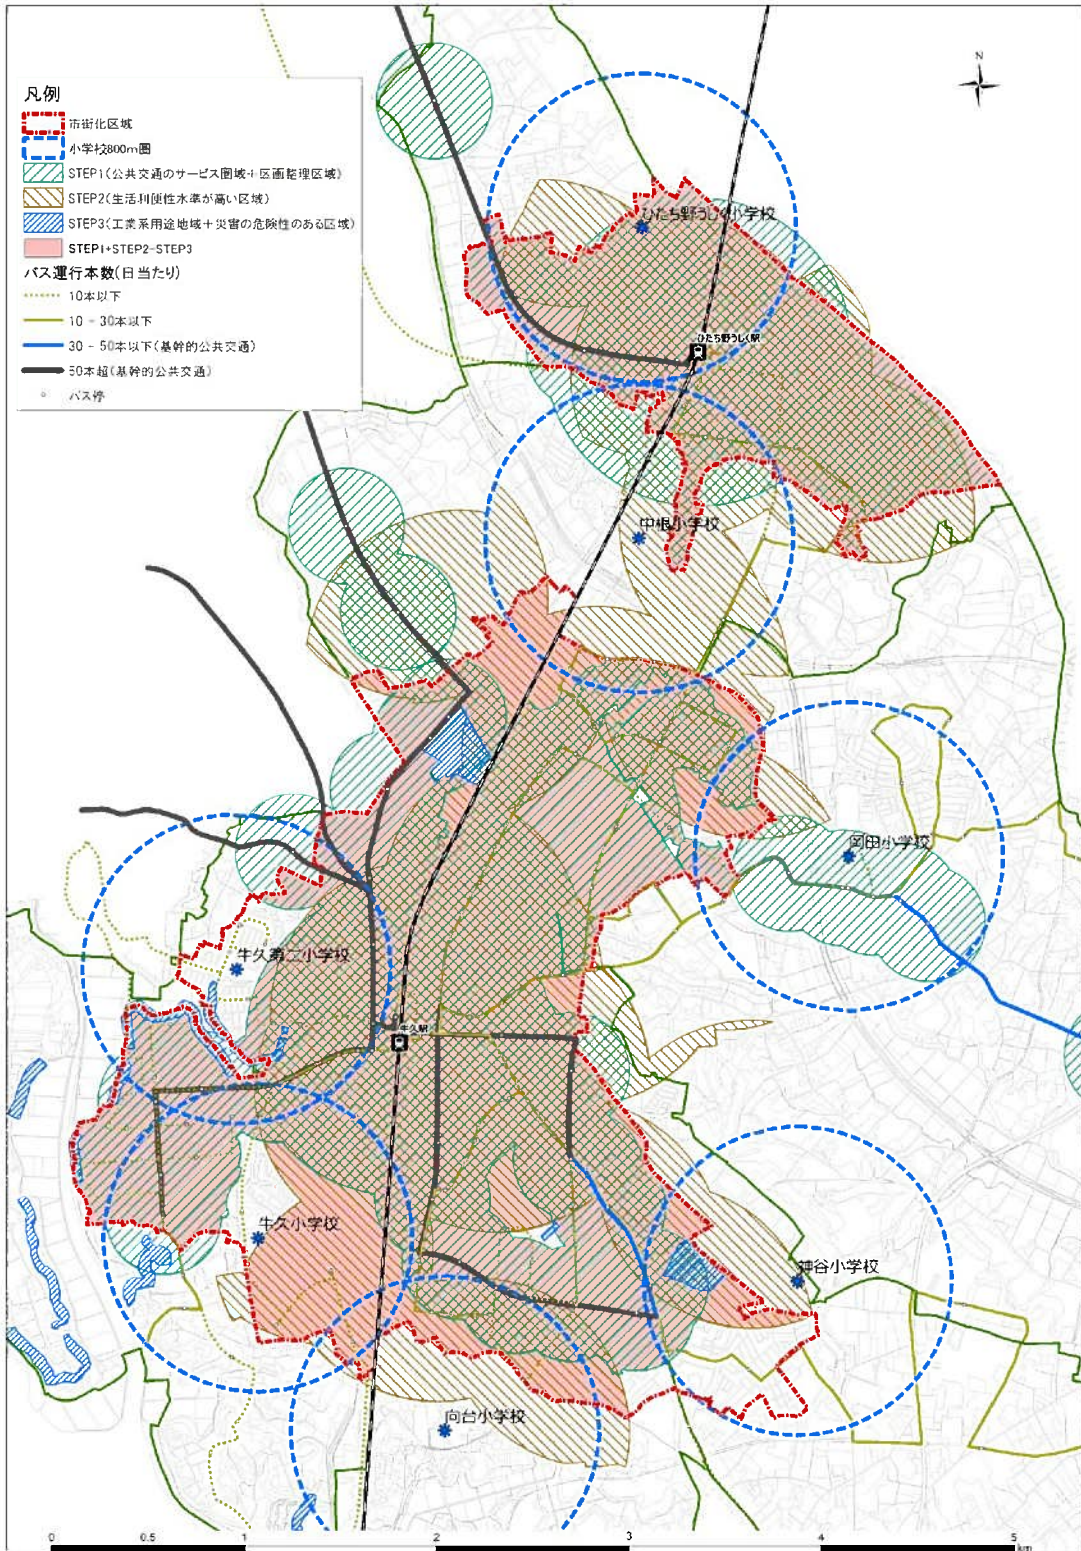 N
凡例
市街化区域
小学校800m圏
STEP1(公共交通のサービス圏域+区画整理区域)
STEP2(生活利便性水準が高い区域)
STEP3(工業系用途地域+災害の危険性のある区域)
STEP1+STEP2-STEP3
バス運行本数(日当たり)
10本以下
10 - 30本以下
30 - 50本以下(基幹的公共交通)
50本超(基幹的公共交通)
バス停
ひたち野うしく小学校
ひたち野うしく駅
中根小学校
岡田小学校
牛久第二小学校
牛久駅
牛久小学校
神谷小学校
向台小学校
0 0.5 1 2 3 4 5
km